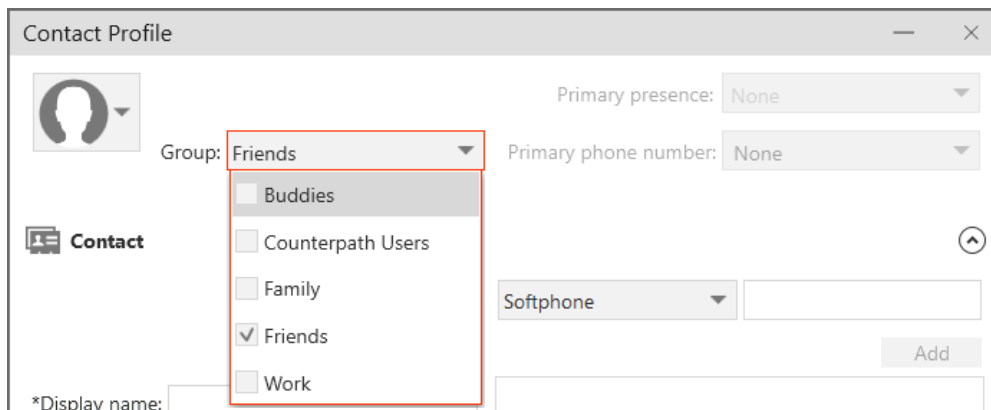 Contact Profile
Primary presence: None
Group: Friends
Primary phone number: None
Buddies
Contact
Counterpath Users
Family
Softphone
Friends
Add
Work
*Display name: